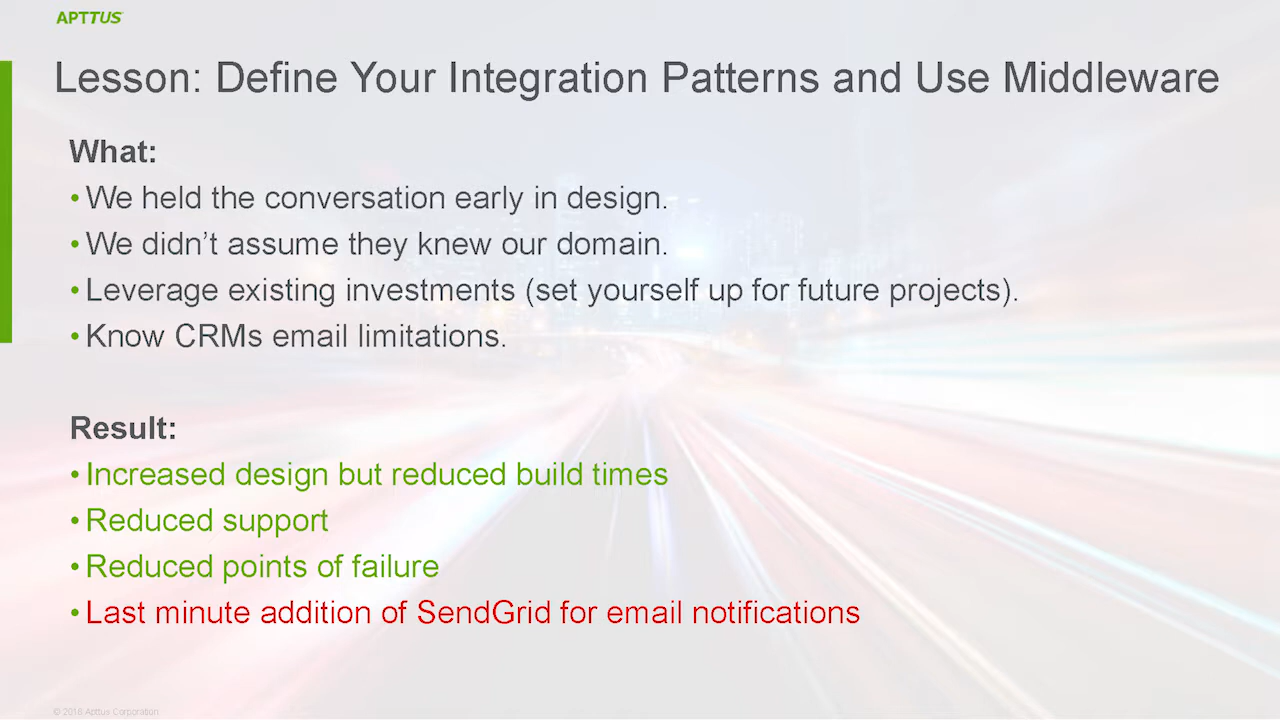 APTTUS
Lesson: Define Your Integration Patterns and Use Middleware
What:
• We held the conversation early in design.
• We didn’t assume they knew our domain.
• Leverage existing investments (set yourself up for future projects).
• Know CRMs email limitations.
Result:
• Increased design but reduced build times
• Reduced support
• Reduced points of failure
• Last minute addition of SendGrid for email notifications
© 2016 Apttus Corporation